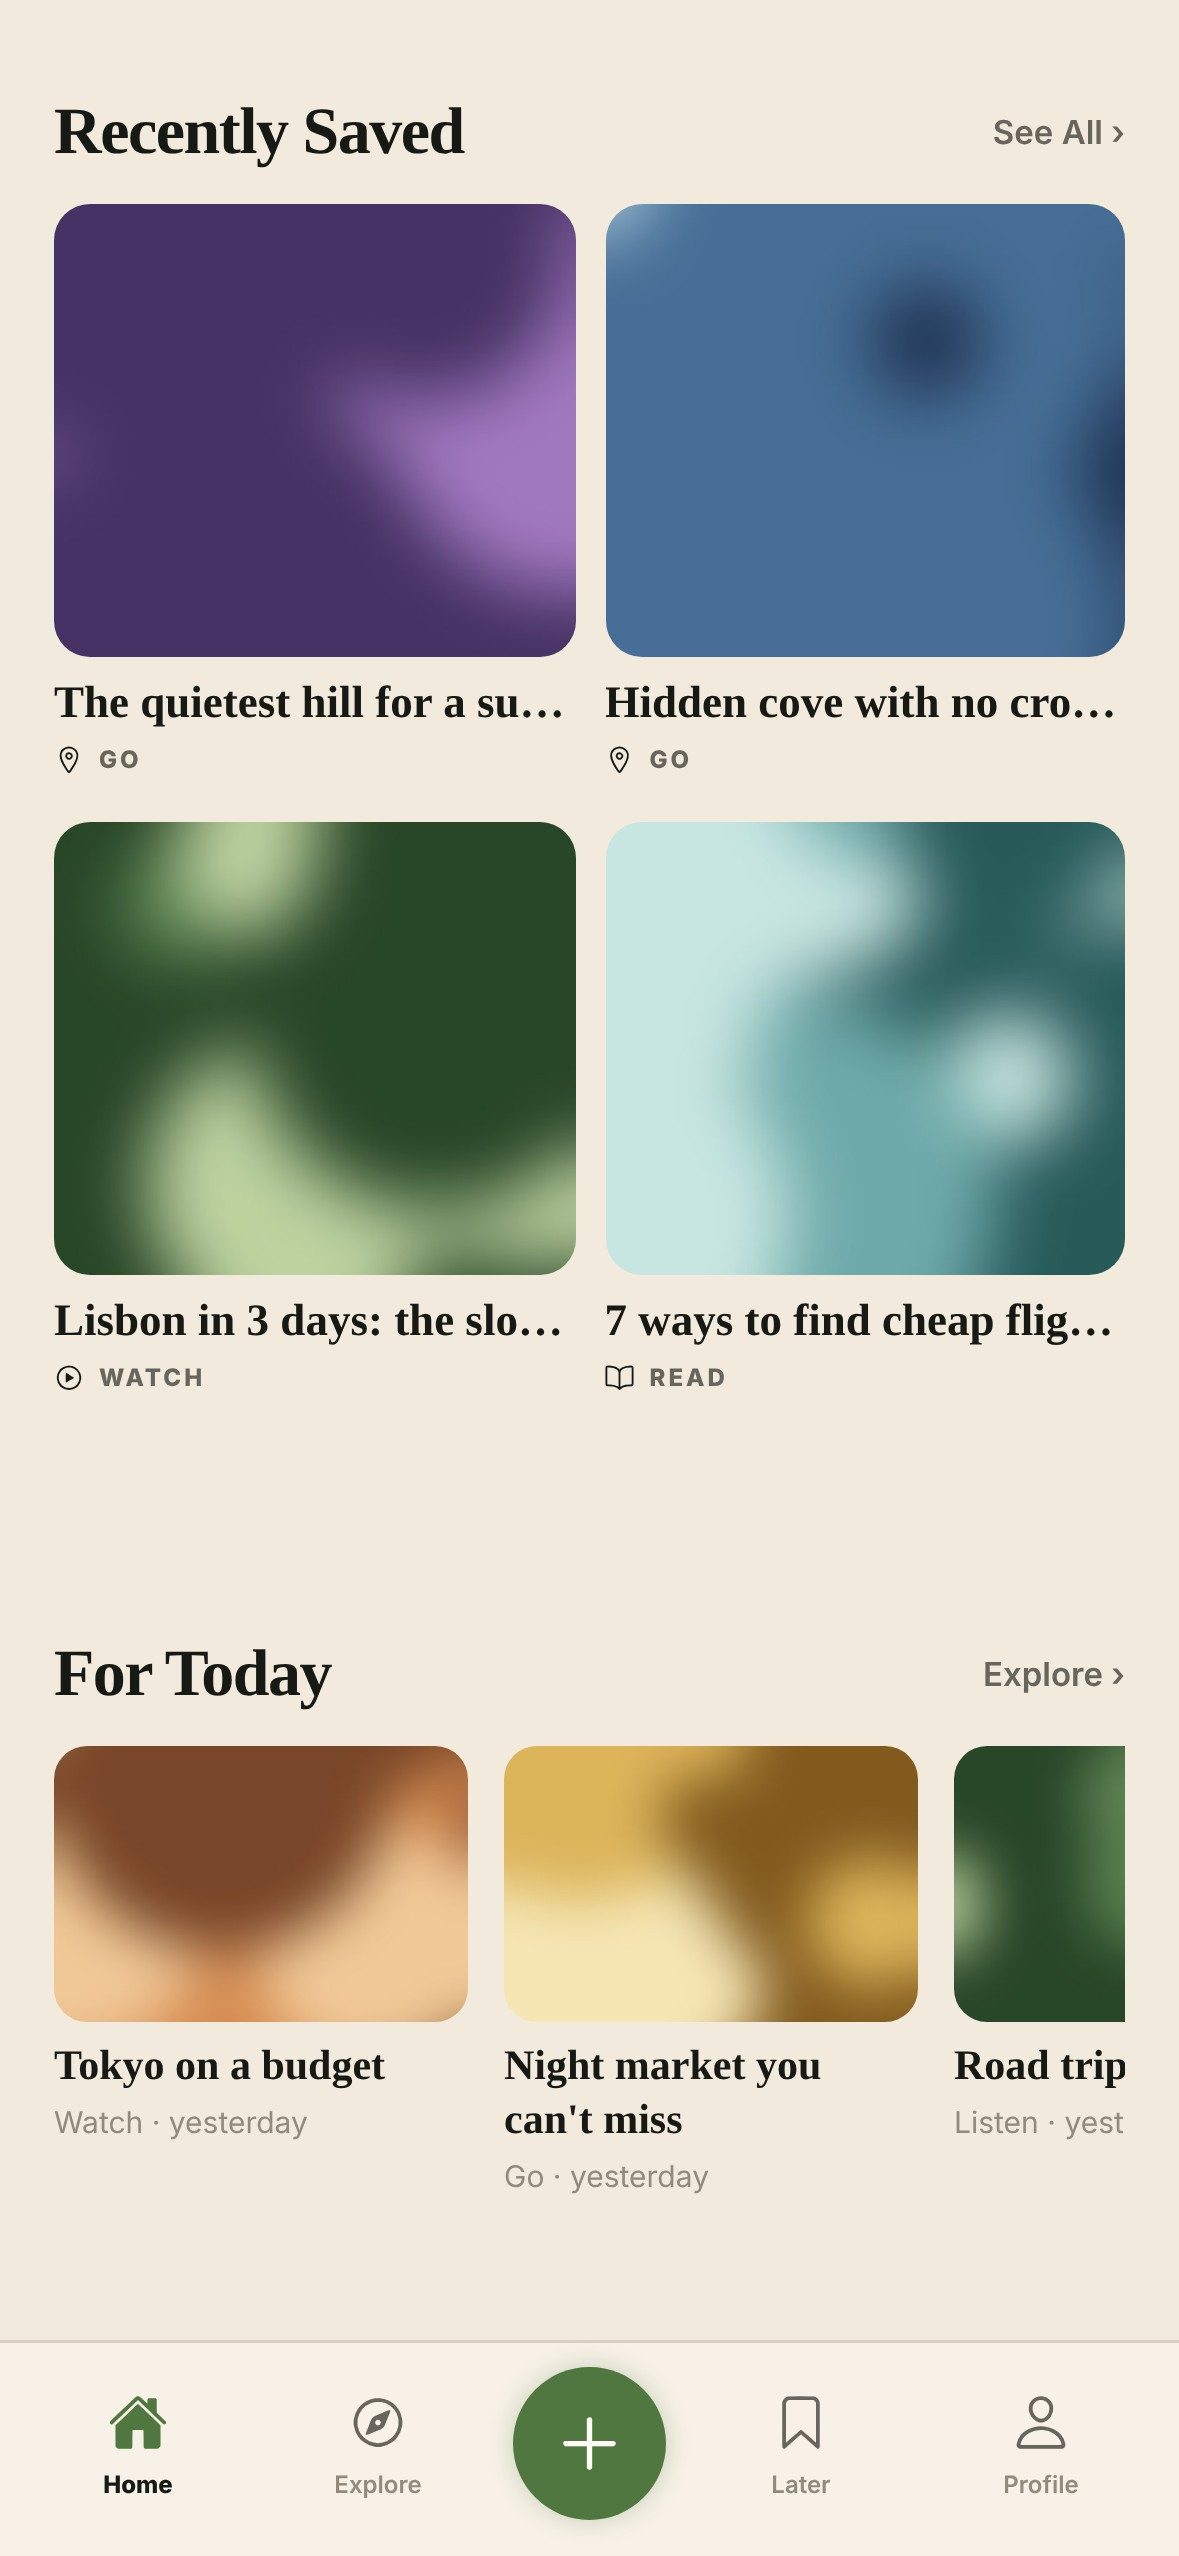 Recently Saved
See All ›
The quietest hill for a su…
Hidden cove with no cro…
GO
GO
Lisbon in 3 days: the slo…
7 ways to find cheap flig…
WATCH
READ
For Today
Explore ›
Tokyo on a budget
Watch · yesterday
Night market you
can't miss
Go · yesterday
Road trip
Listen · yest
Home
Explore
Later
Profile